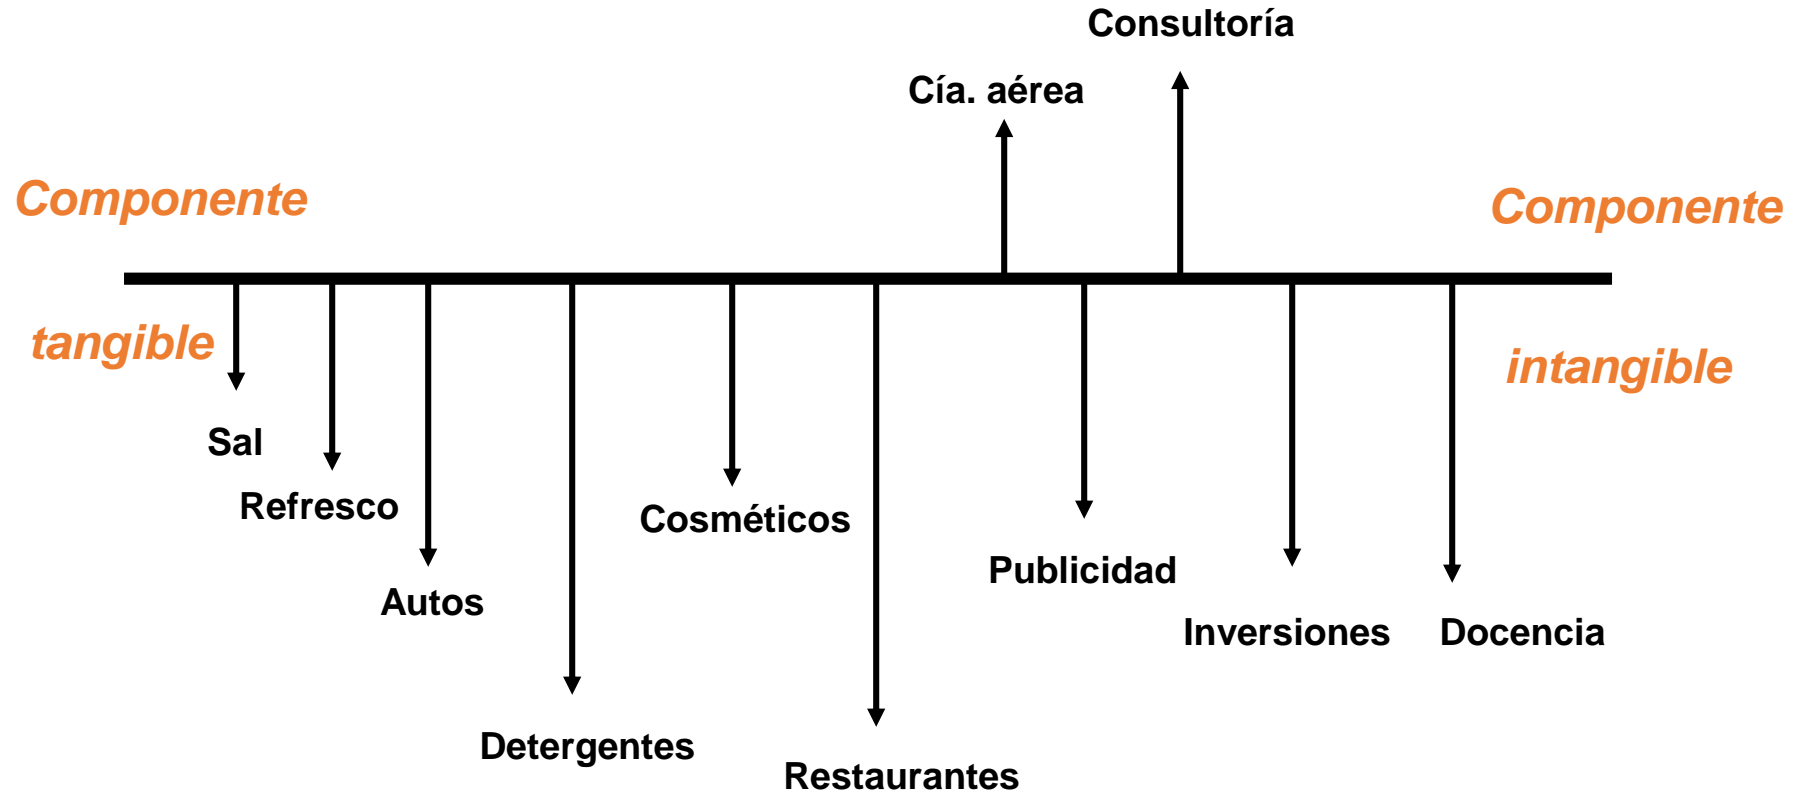 Consultoría
Cía. aérea
Componente
Componente
tangible
intangible
Sal
Refresco
Cosméticos
Publicidad
Autos
Inversiones
Docencia
Detergentes
Restaurantes